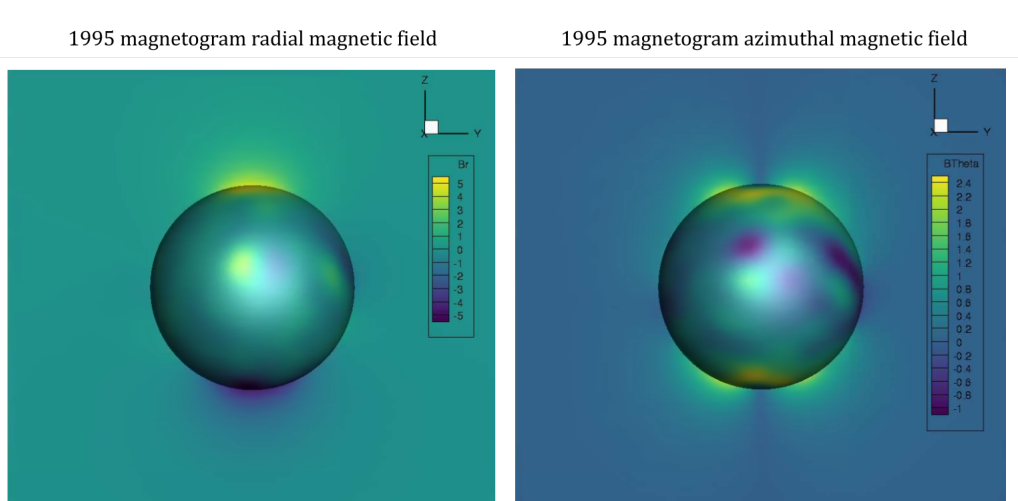 1995 magnetogram radial magnetic field
1995 magnetogram azimuthal magnetic field
Z
X
Y
Br
5
4
3
2
1
0
-1
-2
-3
-4
-5
Z
X
Y
BTheta
2.4
2.2
2
1.8
1.6
1.4
1.2
1
0.8
0.6
0.4
0.2
0
-0.2
-0.4
-0.6
-0.8
-1